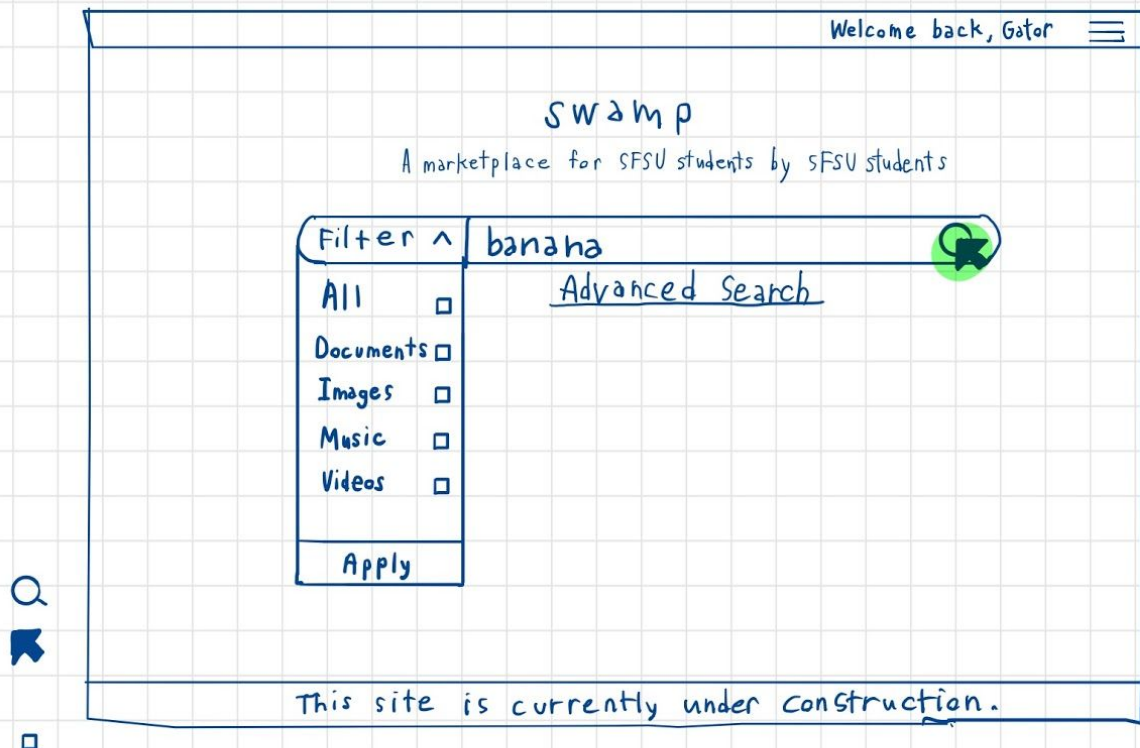 Welcome back, Gator
swamp
A marketplace for SFSU students by SFSU students
Filter ^ banana
Advanced Search
All
Documents
Images
Music
Videos
Apply
This site is currently under construction.